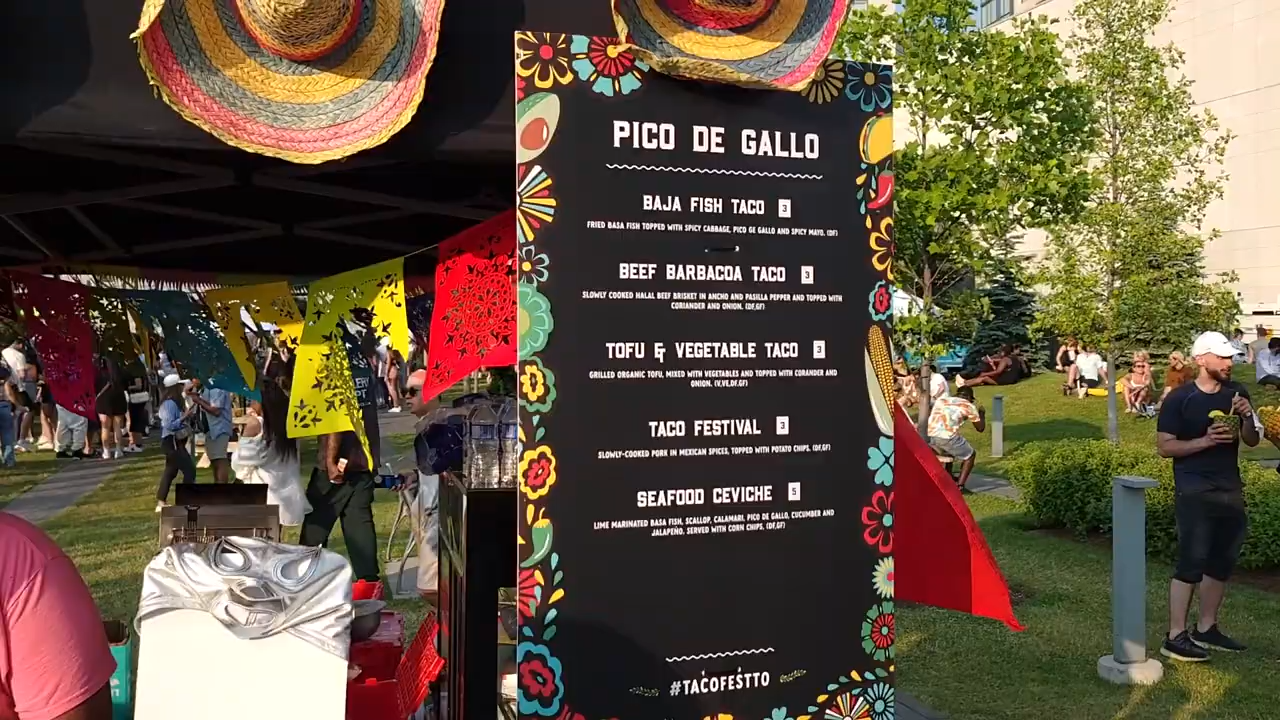 PICO DE GALLO
BAJA FISH TACO 3
FRIED BASA FISH TOPPED WITH SPICY CABBAGE, PICO GE GALLO AND SPICY MAYO. (DF)
BEEF BARBACOA TACO 3
SLOWLY COOKED HALAL BEEF BRISKET IN ANCHO AND PASILLA PEPPER AND TOPPED WITH
CORIANDER AND ONION. (DF,GF)
TOFU & VEGETABLE TACO 3
GRILLED ORGANIC TOFU, MIXED WITH VEGETABLES AND TOPPED WITH CORANDER AND
ONION. (V,VE,DF,GF)
TACO FESTIVAL 3
SLOWLY-COOKED PORK IN MEXICAN SPICES, TOPPED WITH POTATO CHIPS. (DF,GF)
SEAFOOD CEVICHE 5
LIME MARINATED BASA FISH, SCALLOP, CALAMARI, PICO DE GALLO, CUCUMBER AND
JALAPEÑO. SERVED WITH CORN CHIPS. (DF,GF)
#TACOFESTTO